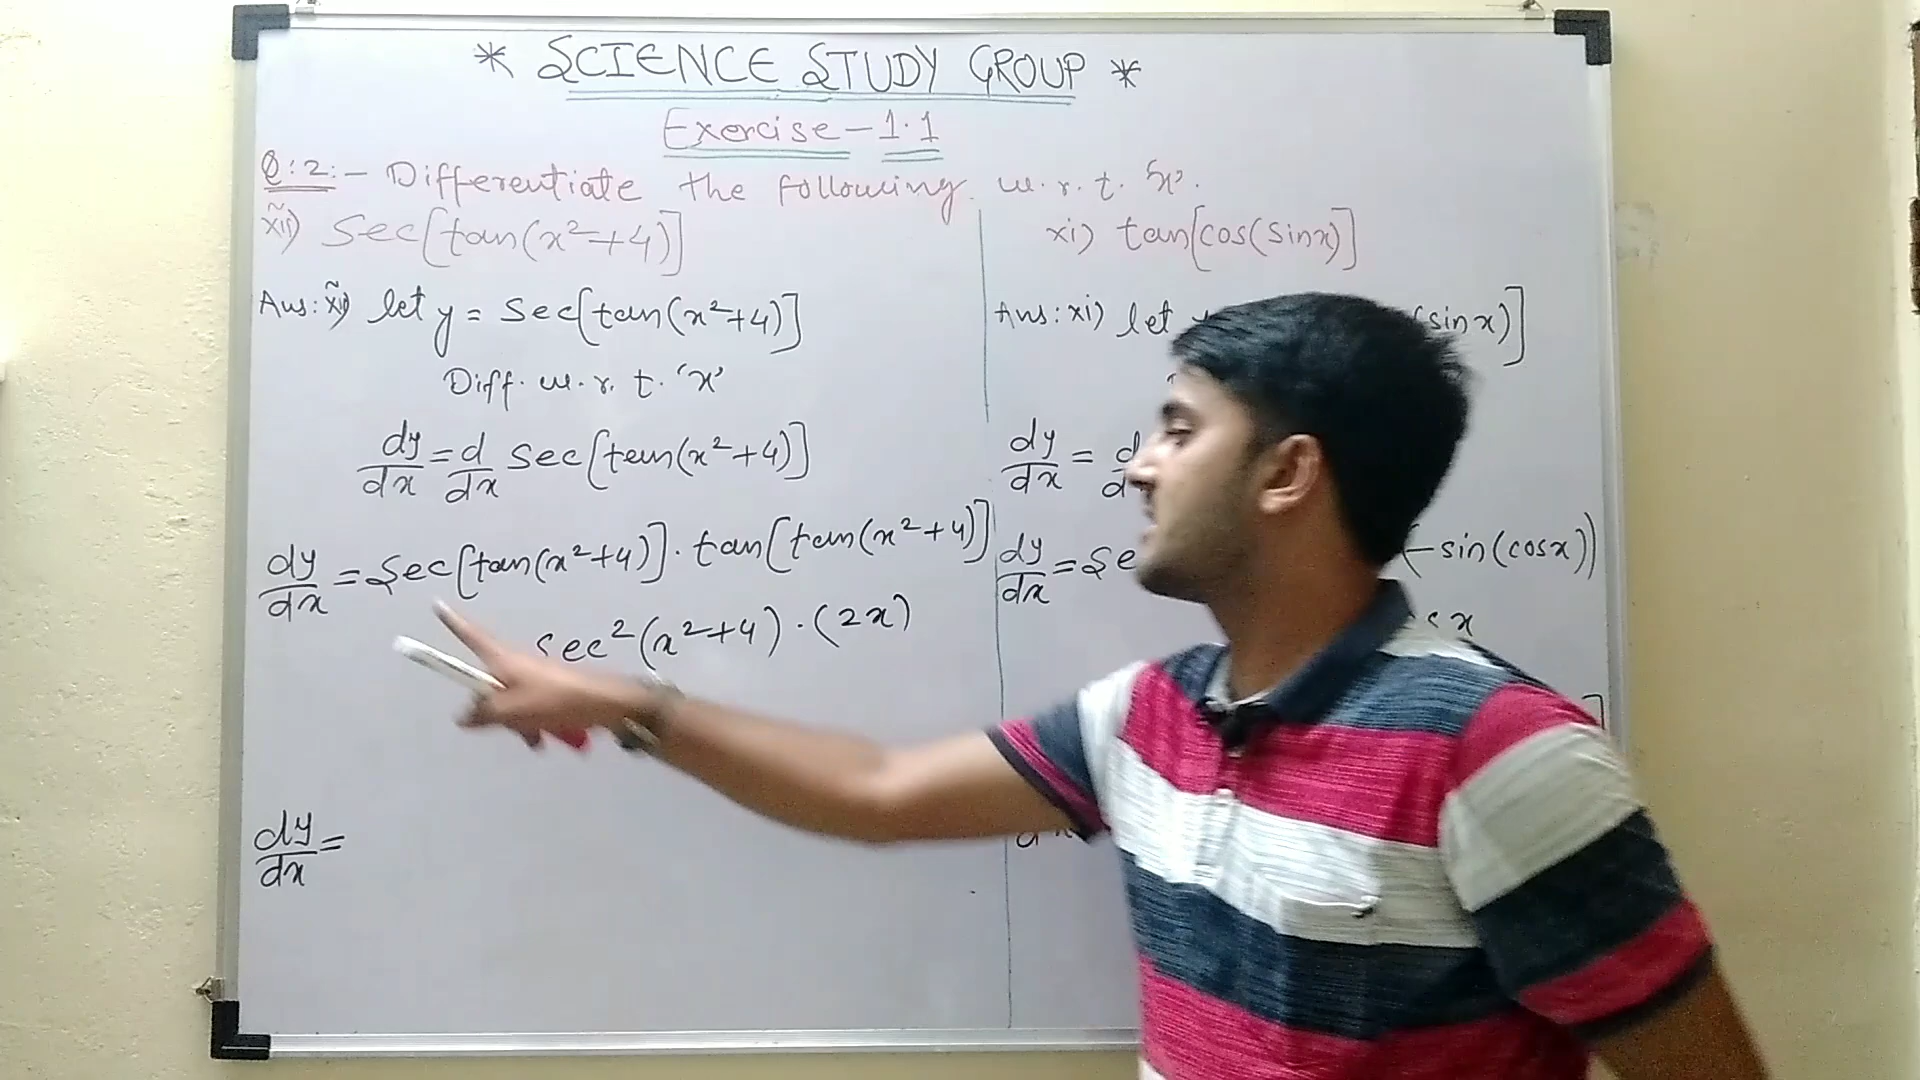 * SCIENCE STUDY GROUP *
Exercise-1.1
Q:2:- Differentiate the following w.r.t. 'x'.
xii) Sec[tan(x²+4)]
Ans: xii) let y = Sec[tan(x²+4)]
Diff. w.r.t. 'x'
dy/dx = d/dx Sec[tan(x²+4)]
dy/dx = Sec[tan(x²+4)]. tan[tan(x²+4)]
sec²(x²+4).(2x)
dy/dx =
xi) tan[cos(sinx)]
Ans: xi) let
(sinx)]
dy/dx =
dy/dx = Se (-sin(cosx))
x